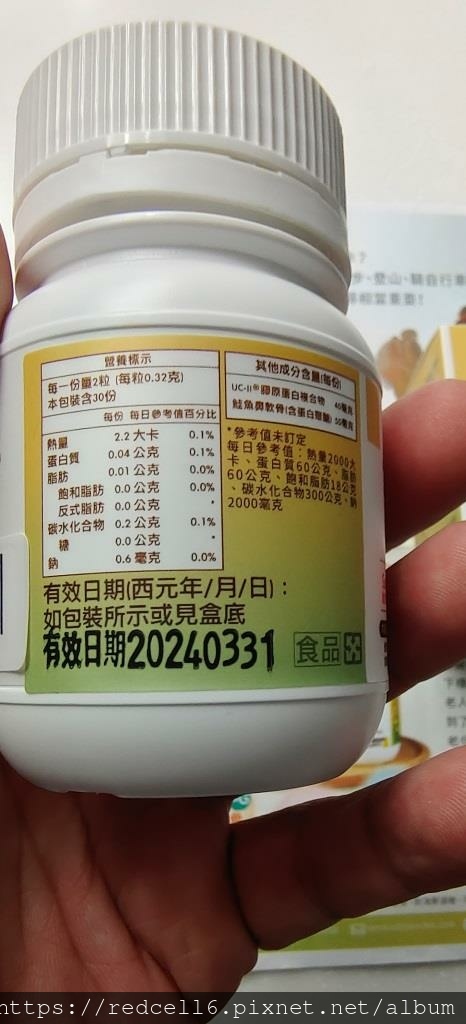 營養標示
每一份量2粒 (每粒0.32克)
本包裝含30份
每份 每日參考值百分比
熱量 2.2 大卡 0.1%
蛋白質 0.04 公克 0.1%
脂肪 0.01 公克 0.0%
飽和脂肪 0.0 公克 0.0%
反式脂肪 0.0 公克 *
碳水化合物 0.2 公克 0.1%
糖 0.0 公克 *
鈉 0.6 毫克 0.0%
其他成分含量(每份)
UC-II®膠原蛋白複合物 40毫克
鮭魚鼻軟骨(含蛋白聚醣) 50毫克
*參考值未訂定
每日參考值：熱量2000大
卡、蛋白質60公克、脂肪
60公克、飽和脂肪18公克
、碳水化合物300公克、鈉
2000毫克
有效日期(西元年/月/日)：
如包裝所示或見盒底
有效日期20240331
食品
步、登山、騎自行車
https://redcell6.pixnet.net/album